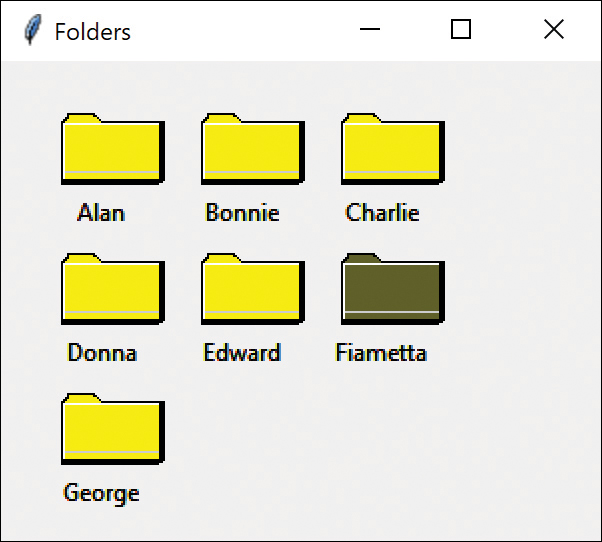 Folders
Alan Bonnie Charlie
Donna Edward Fiametta
George